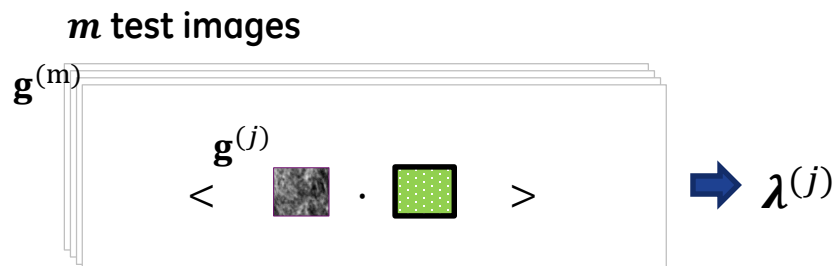 m test images
g^(m)
g^(j)
< · >
λ^(j)